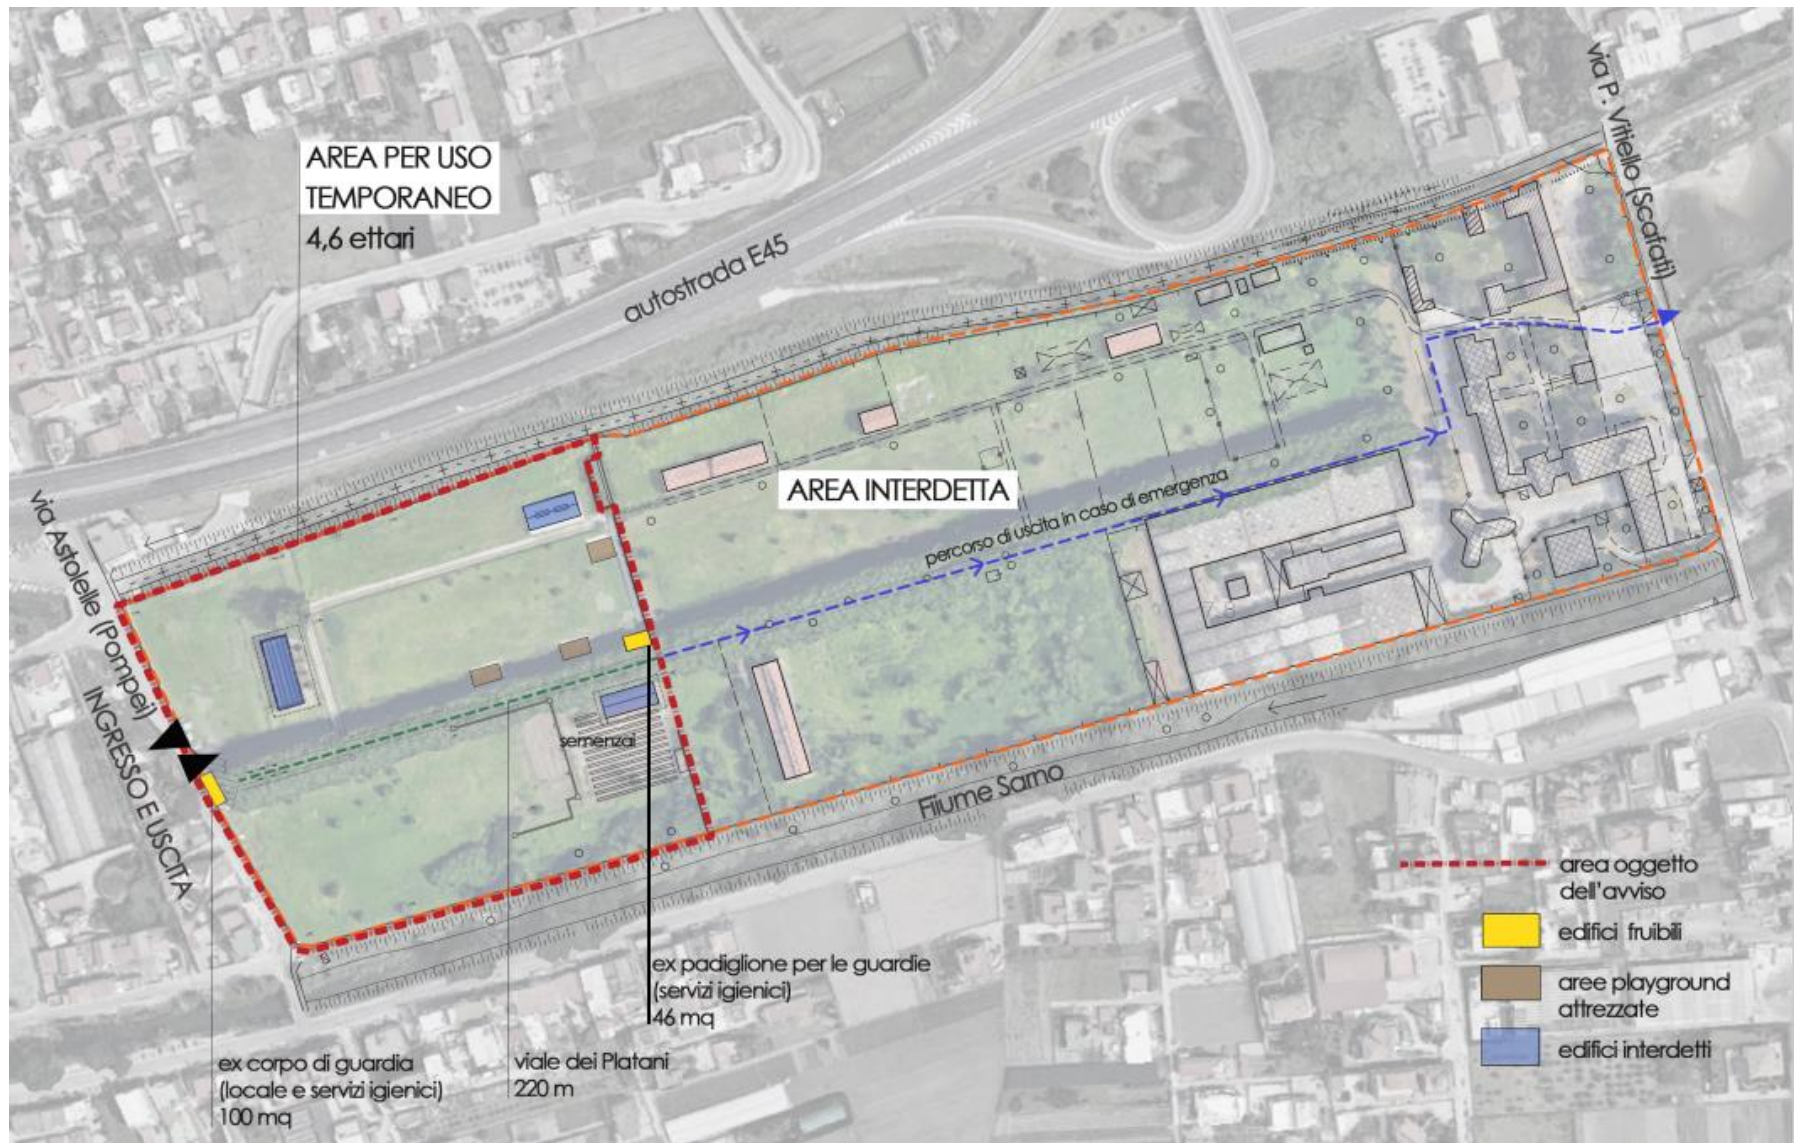 via P. Vitiello (Scafati)
AREA PER USO
TEMPORANEO
4,6 ettari
autostrada E45
AREA INTERDETTA
percorso di uscita in caso di emergenza
via Astolelle (Pompei)
INGRESSO E USCITA
semenzai
Fiiume Sarno
area oggetto
dell'avviso
edifici fruibili
aree playground
attrezzate
edifici interdetti
ex padiglione per le guardie
(servizi igienici)
46 mq
ex corpo di guardia
(locale e servizi igienici)
100 mq
viale dei Platani
220 m